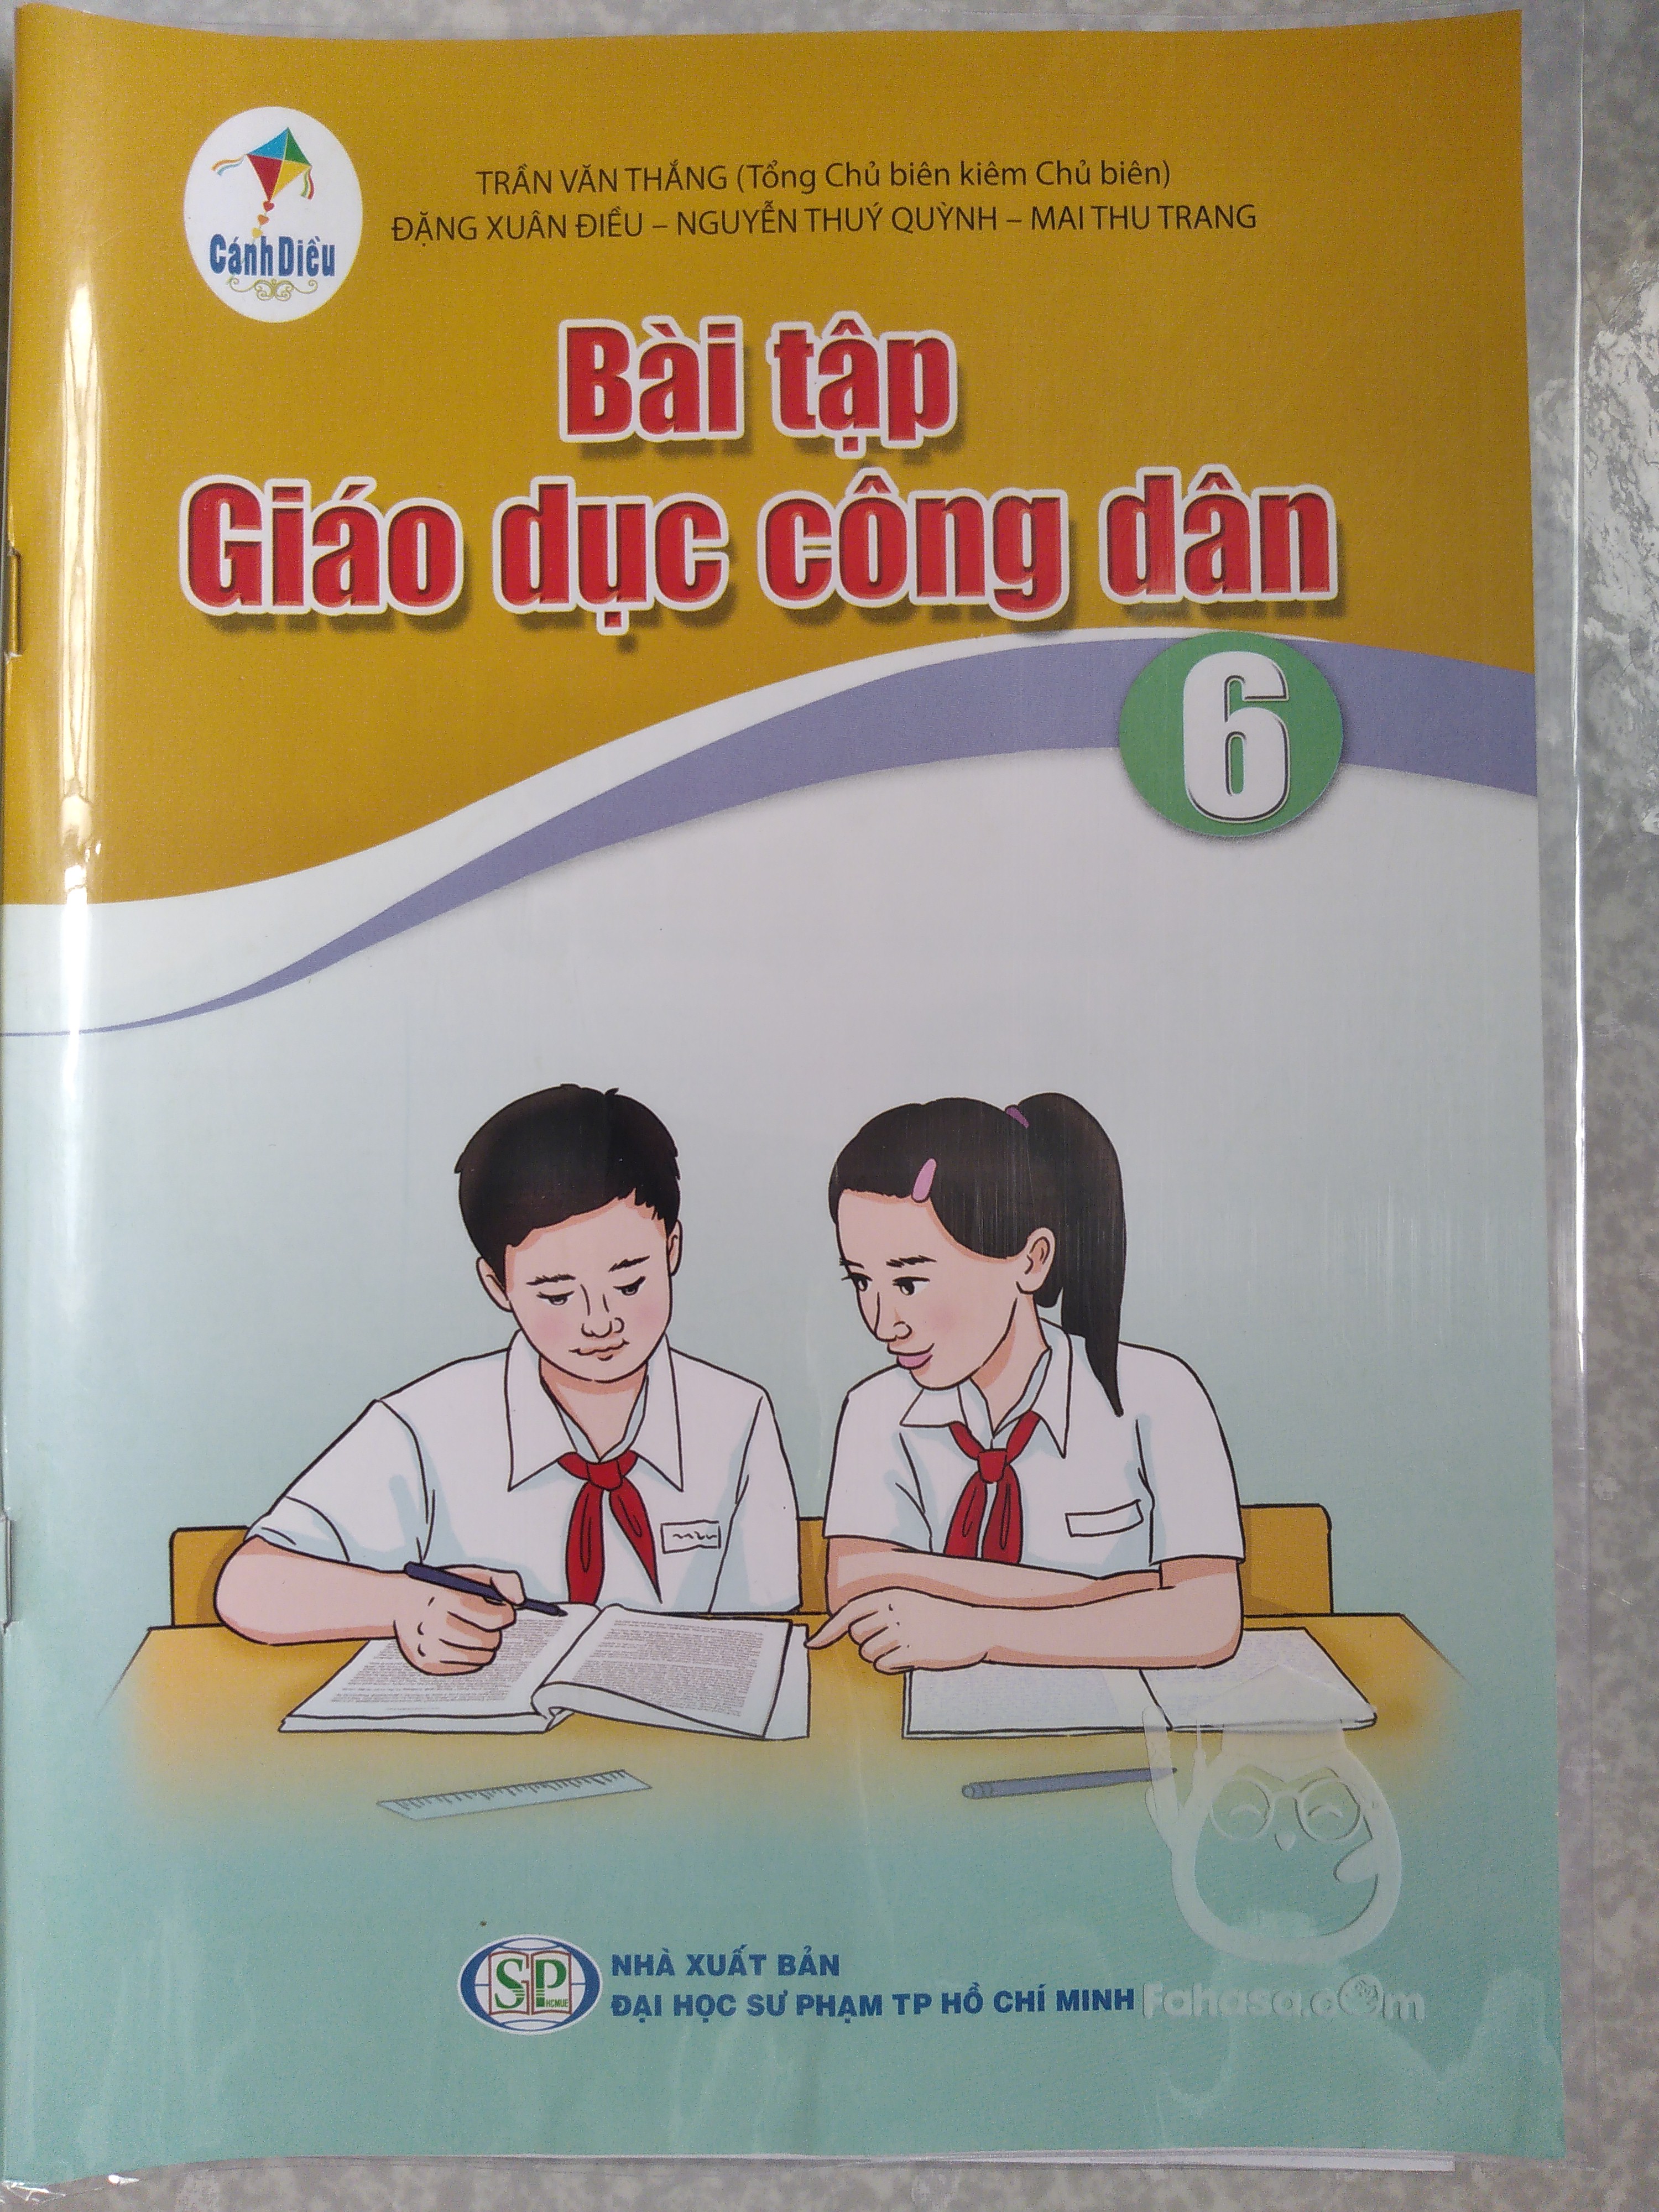 Cánh Diều
TRẦN VĂN THẮNG (Tổng Chủ biên kiêm Chủ biên)
ĐẶNG XUÂN ĐIỀU – NGUYỄN THUÝ QUỲNH – MAI THU TRANG
Bài tập
Giáo dục công dân
6
SP
HCMUE
NHÀ XUẤT BẢN
ĐẠI HỌC SƯ PHẠM TP HỒ CHÍ MINH
Fahasa.com